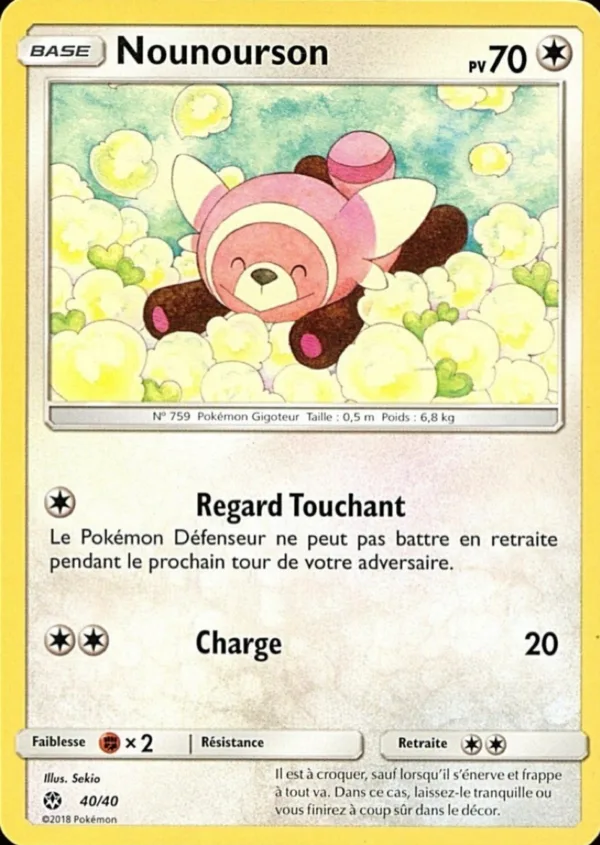 BASE Nounourson PV 70
N° 759 Pokémon Gigoteur Taille : 0,5 m Poids : 6,8 kg
Regard Touchant
Le Pokémon Défenseur ne peut pas battre en retraite
pendant le prochain tour de votre adversaire.
Charge 20
Faiblesse × 2 Résistance Retraite
Illus. Sekio
40/40
©2018 Pokémon
Il est à croquer, sauf lorsqu'il s'énerve et frappe
à tout va. Dans ce cas, laissez-le tranquille ou
vous finirez à coup sûr dans le décor.